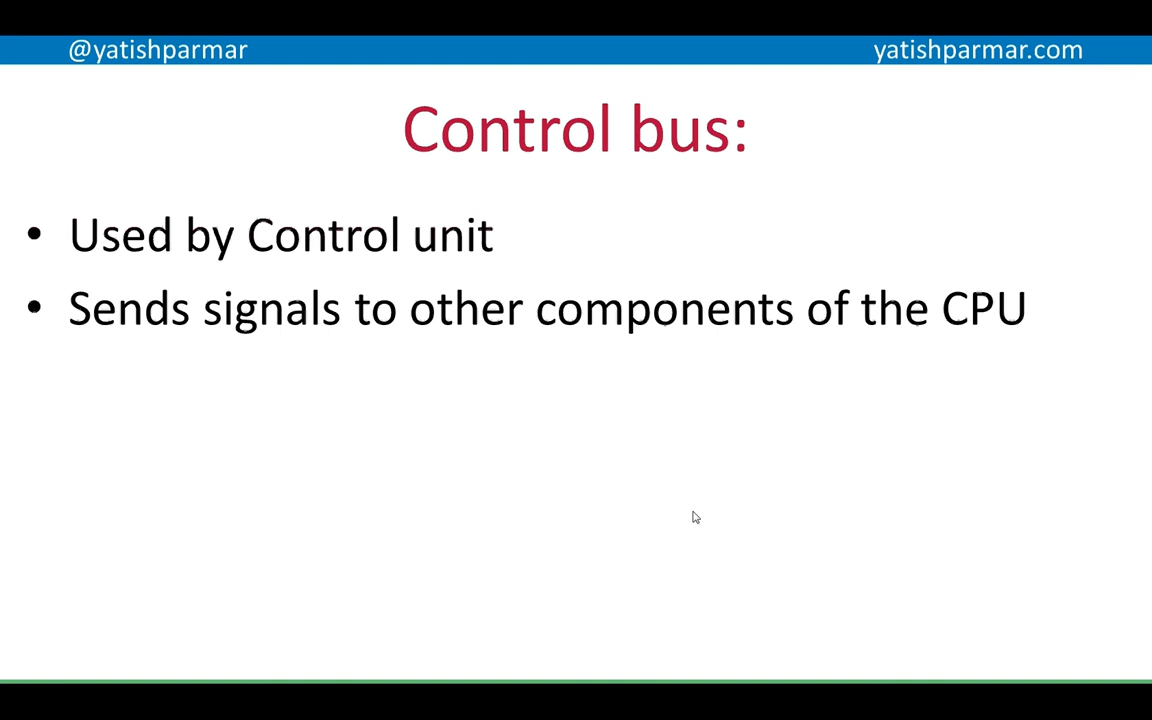 @yatishparmar yatishparmar.com
Control bus:
• Used by Control unit
• Sends signals to other components of the CPU